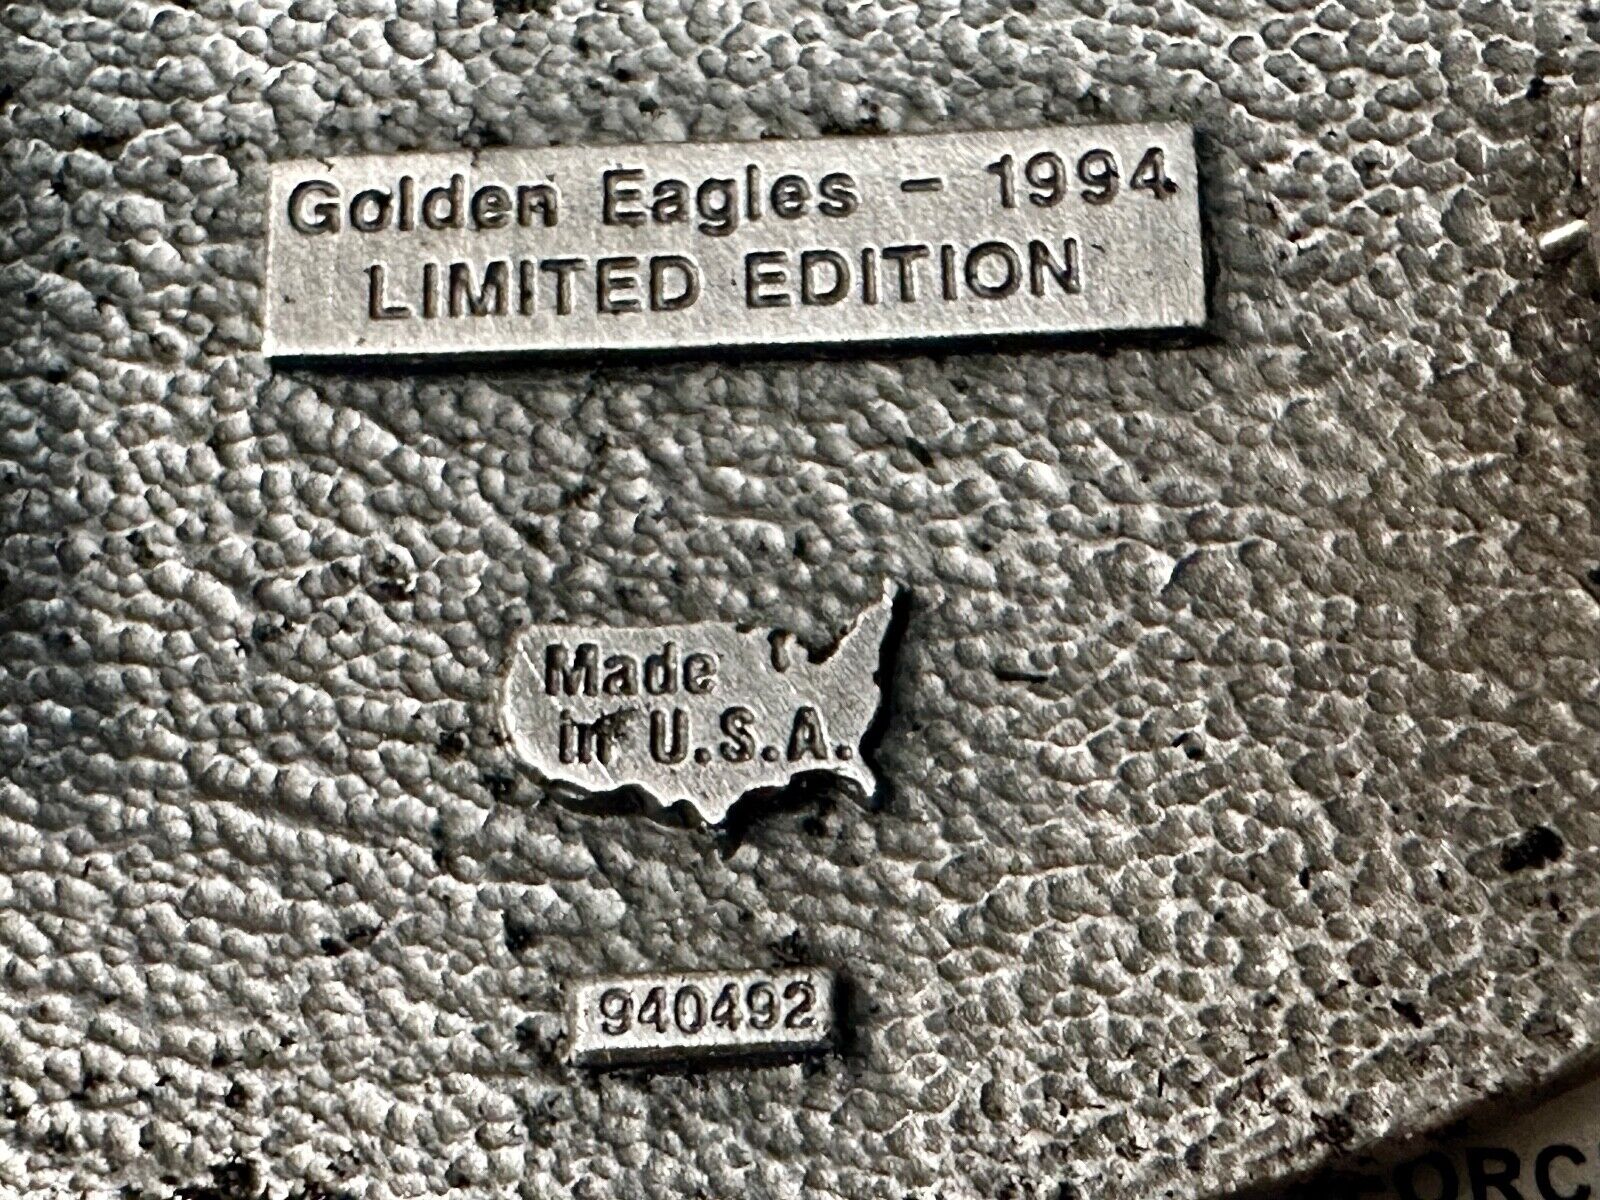 Golden Eagles - 1994
LIMITED EDITION
Made
in U.S.A.
940492